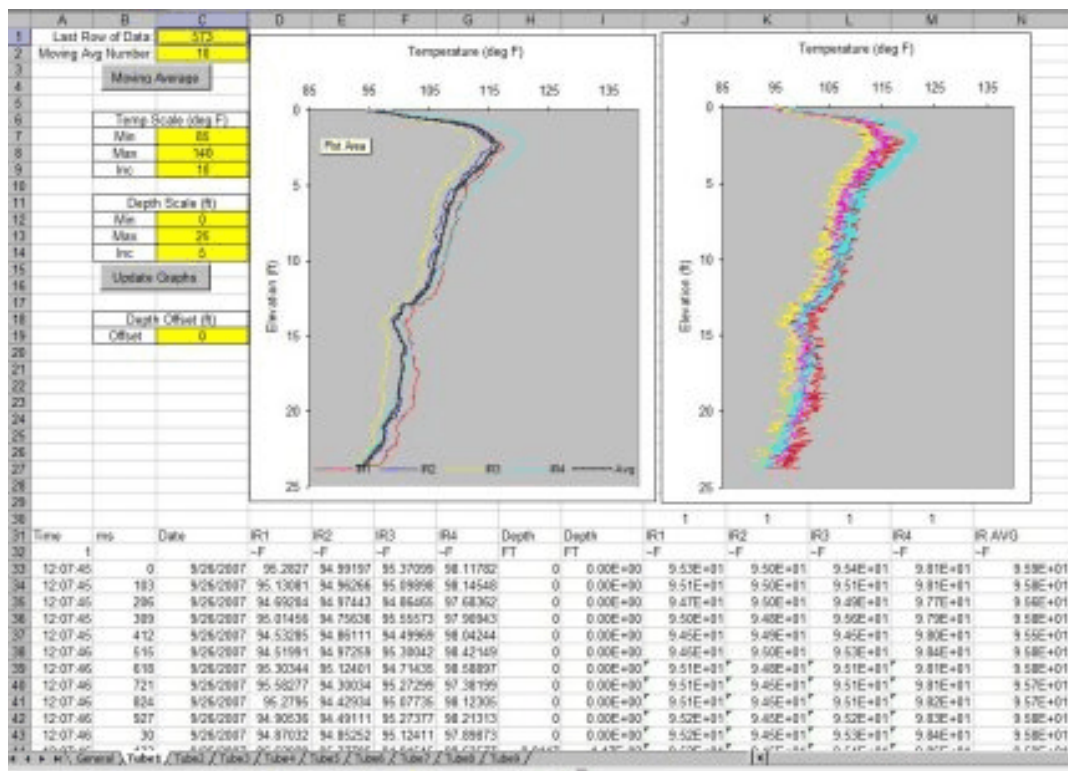 A B C D E F G H I J K L M N
1 Last Row of Data 573
2 Moving Avg Number 10
Moving Average
Temp Scale (deg F)
Min 85
Max 140
Inc 10
Depth Scale (ft)
Min 0
Max 25
Inc 5
Update Graphs
Depth Offset (ft)
Offset 0
Temperature (deg F)
85 95 105 115 125 135
0
Plot Area
5
10
15
20
25
Elevation (ft)
IR1 IR2 IR3 IR4 Avg
Temperature (deg F)
85 95 105 115 125 135
0
5
10
15
20
25
Elevation (ft)
30 1 1 1 1
31 Time ms Date IR1 IR2 IR3 IR4 Depth Depth IR1 IR2 IR3 IR4 IR AVG
32 t ~F ~F ~F ~F FT FT ~F ~F ~F ~F ~F
33 12:07:45 0 9/26/2007 95.2827 94.99197 95.37099 98.11782 0 0.00E+00 9.53E+01 9.50E+01 9.54E+01 9.81E+01 9.59E+01
34 12:07:45 103 9/26/2007 95.13081 94.96266 95.09898 98.14548 0 0.00E+00 9.51E+01 9.50E+01 9.51E+01 9.81E+01 9.58E+01
35 12:07:45 206 9/26/2007 94.69284 94.97443 94.86465 97.68362 0 0.00E+00 9.47E+01 9.50E+01 9.49E+01 9.77E+01 9.56E+01
36 12:07:45 309 9/26/2007 95.01456 94.75636 95.55573 97.90943 0 0.00E+00 9.50E+01 9.48E+01 9.56E+01 9.79E+01 9.58E+01
37 12:07:45 412 9/26/2007 94.53285 94.86111 94.49969 98.04244 0 0.00E+00 9.45E+01 9.49E+01 9.45E+01 9.80E+01 9.55E+01
38 12:07:45 515 9/26/2007 94.51991 94.97259 95.30042 98.42149 0 0.00E+00 9.45E+01 9.50E+01 9.53E+01 9.84E+01 9.58E+01
39 12:07:46 618 9/26/2007 95.30344 95.12401 94.71435 98.58897 0 0.00E+00 9.51E+01 9.48E+01 9.51E+01 9.81E+01 9.58E+01
40 12:07:46 721 9/26/2007 95.58277 94.30034 95.27299 97.38199 0 0.00E+00 9.51E+01 9.45E+01 9.51E+01 9.81E+01 9.57E+01
41 12:07:46 824 9/26/2007 95.2795 94.42934 95.07735 98.12305 0 0.00E+00 9.51E+01 9.45E+01 9.51E+01 9.82E+01 9.57E+01
42 12:07:46 927 9/26/2007 94.90536 94.49111 95.27377 98.21313 0 0.00E+00 9.52E+01 9.45E+01 9.52E+01 9.83E+01 9.58E+01
43 12:07:46 30 9/26/2007 94.87032 94.85252 95.12411 97.89873 0 0.00E+00 9.52E+01 9.45E+01 9.53E+01 9.84E+01 9.58E+01
General Tube1 Tube2 Tube3 Tube4 Tube5 Tube6 Tube7 Tube8 Tube9